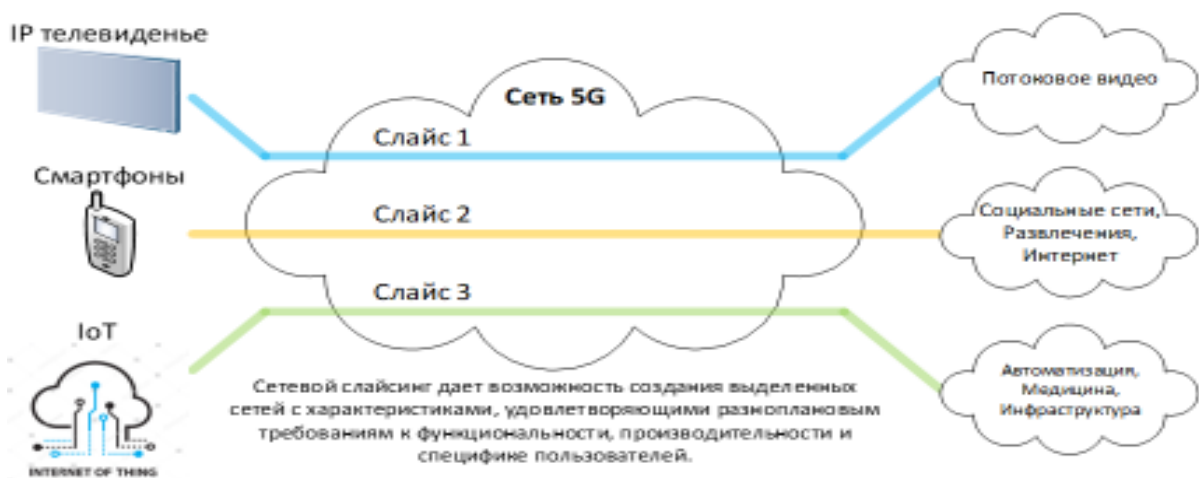 IP телевиденье
Смартфоны
IoT
INTERNET OF THING
Сеть 5G
Слайс 1
Слайс 2
Слайс 3
Потоковое видео
Социальные сети,
Развлечения,
Интернет
Автоматизация,
Медицина,
Инфраструктура
Сетевой слайсинг дает возможность создания выделенных
сетей с характеристиками, удовлетворяющими разноплановым
требованиям к функциональности, производительности и
специфике пользователей.